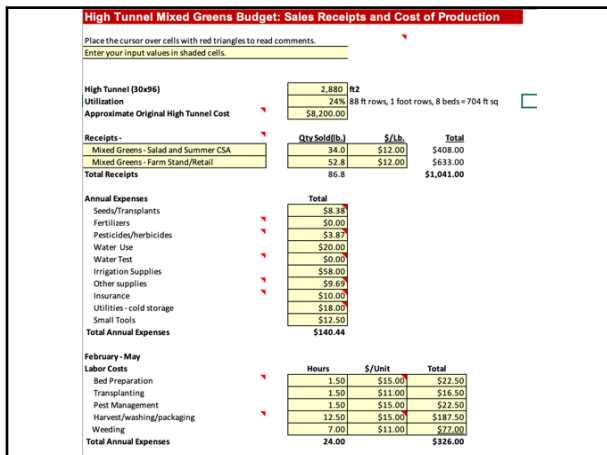 High Tunnel Mixed Greens Budget: Sales Receipts and Cost of Production
Place the cursor over cells with red triangles to read comments.
Enter your input values in shaded cells.
High Tunnel (30x96) 2,880 ft2
Utilization 24% 88 ft rows, 1 foot rows, 8 beds = 704 ft sq
Approximate Original High Tunnel Cost $8,200.00
Receipts - Qty Sold(lb.) $/Lb. Total
Mixed Greens - Salad and Summer CSA 34.0 $12.00 $408.00
Mixed Greens - Farm Stand/Retail 52.8 $12.00 $633.00
Total Receipts 86.8 $1,041.00
Annual Expenses Total
Seeds/Transplants $8.38
Fertilizers $0.00
Pesticides/herbicides $3.87
Water Use $20.00
Water Test $0.00
Irrigation Supplies $58.00
Other supplies $9.69
Insurance $10.00
Utilities - cold storage $18.00
Small Tools $12.50
Total Annual Expenses $140.44
February - May
Labor Costs Hours $/Unit Total
Bed Preparation 1.50 $15.00 $22.50
Transplanting 1.50 $11.00 $16.50
Pest Management 1.50 $15.00 $22.50
Harvest/washing/packaging 12.50 $15.00 $187.50
Weeding 7.00 $11.00 $77.00
Total Annual Expenses 24.00 $326.00